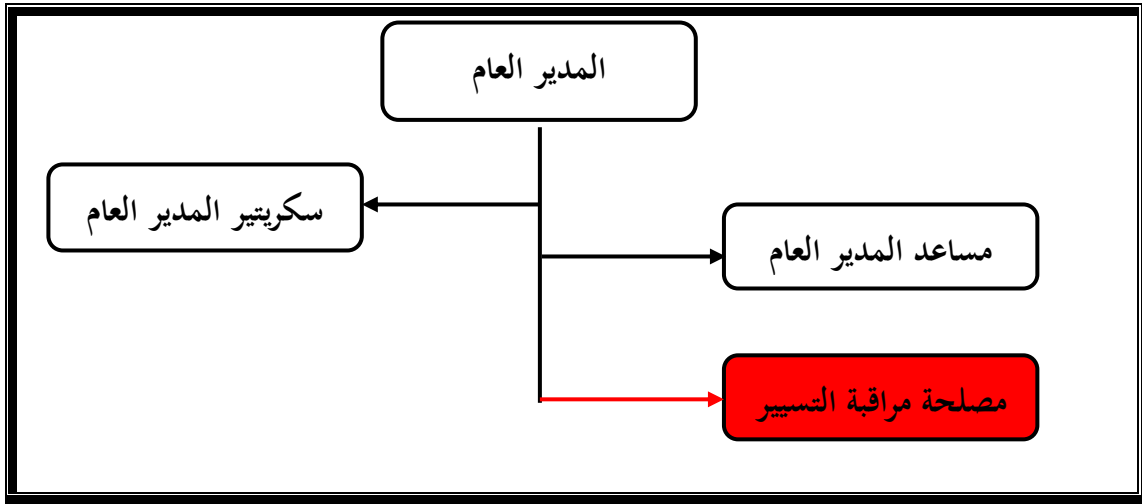 المدير العام
سكريتير المدير العام
مساعد المدير العام
مصلحة مراقبة التسيير